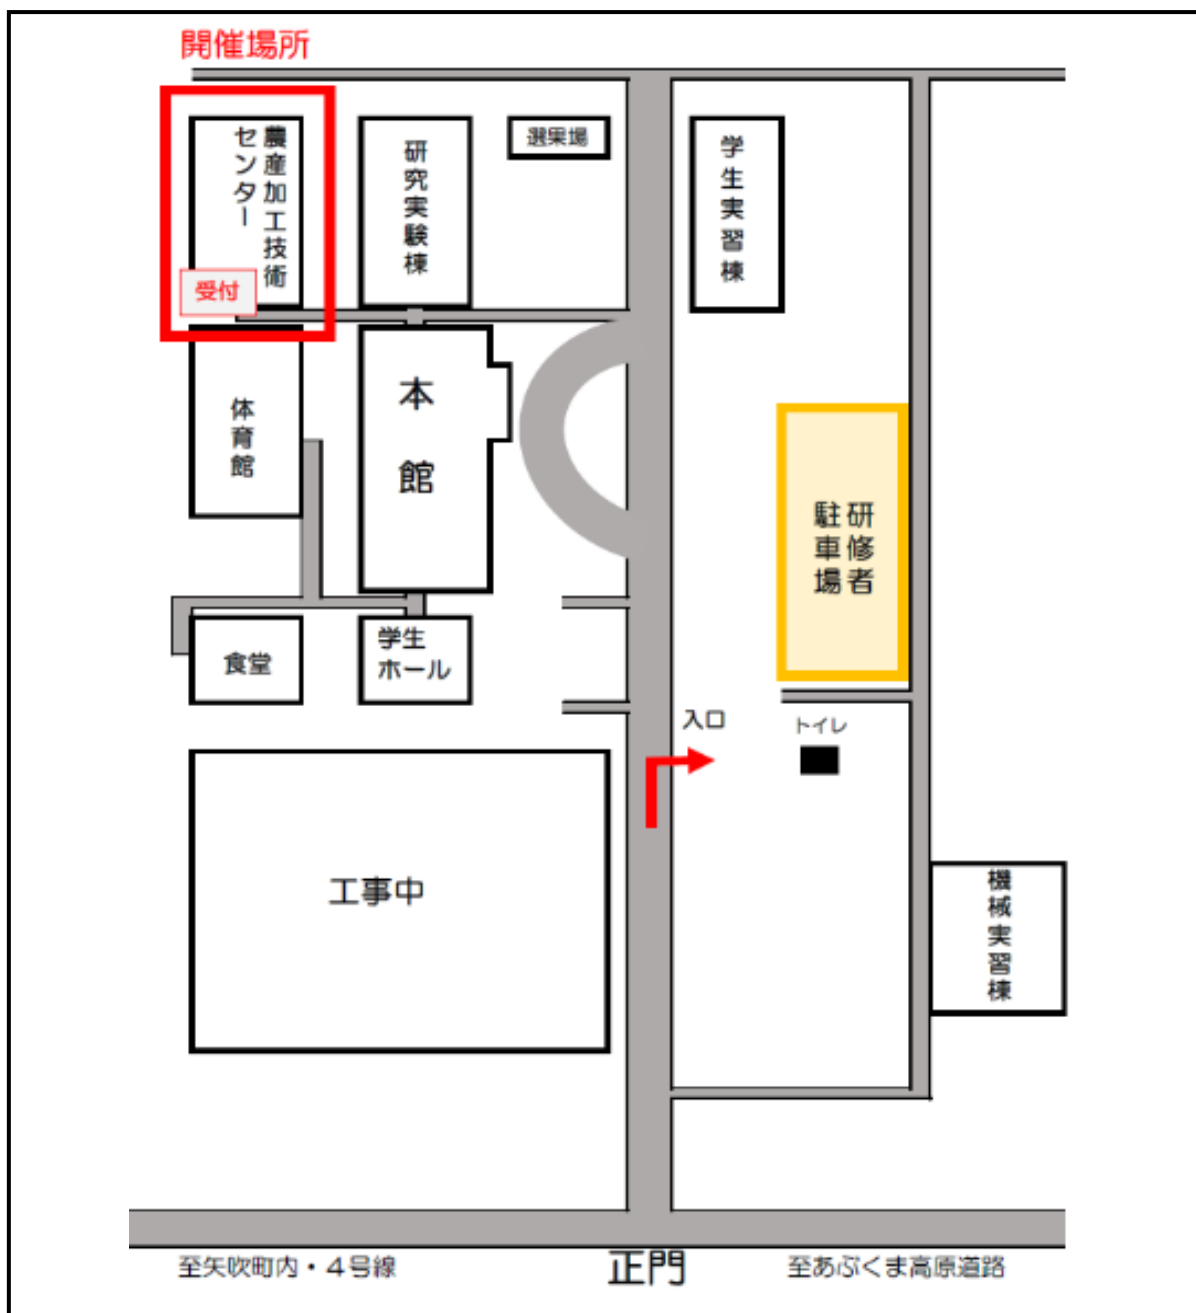 開催場所
農産加工技術
センター
受付
研究実験棟
選果場
学生実習棟
体育館
本館
研修者
駐車場
食堂
学生
ホール
入口
トイレ
工事中
機械実習棟
至矢吹町内・４号線
正門
至あぶくま高原道路